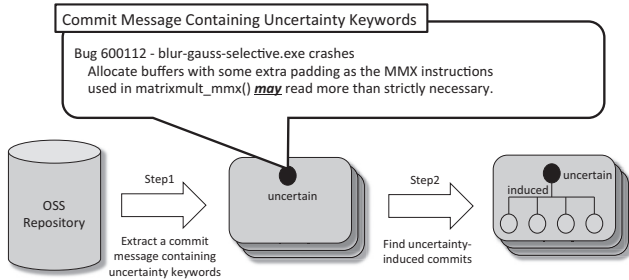 Commit Message Containing Uncertainty Keywords
Bug 600112 - blur-gauss-selective.exe crashes
Allocate buffers with some extra padding as the MMX instructions
used in matrixmult_mmx() may read more than strictly necessary.
OSS
Repository
Step1
Extract a commit
message containing
uncertainty keywords
uncertain
Step2
Find uncertainty-
induced commits
uncertain
induced